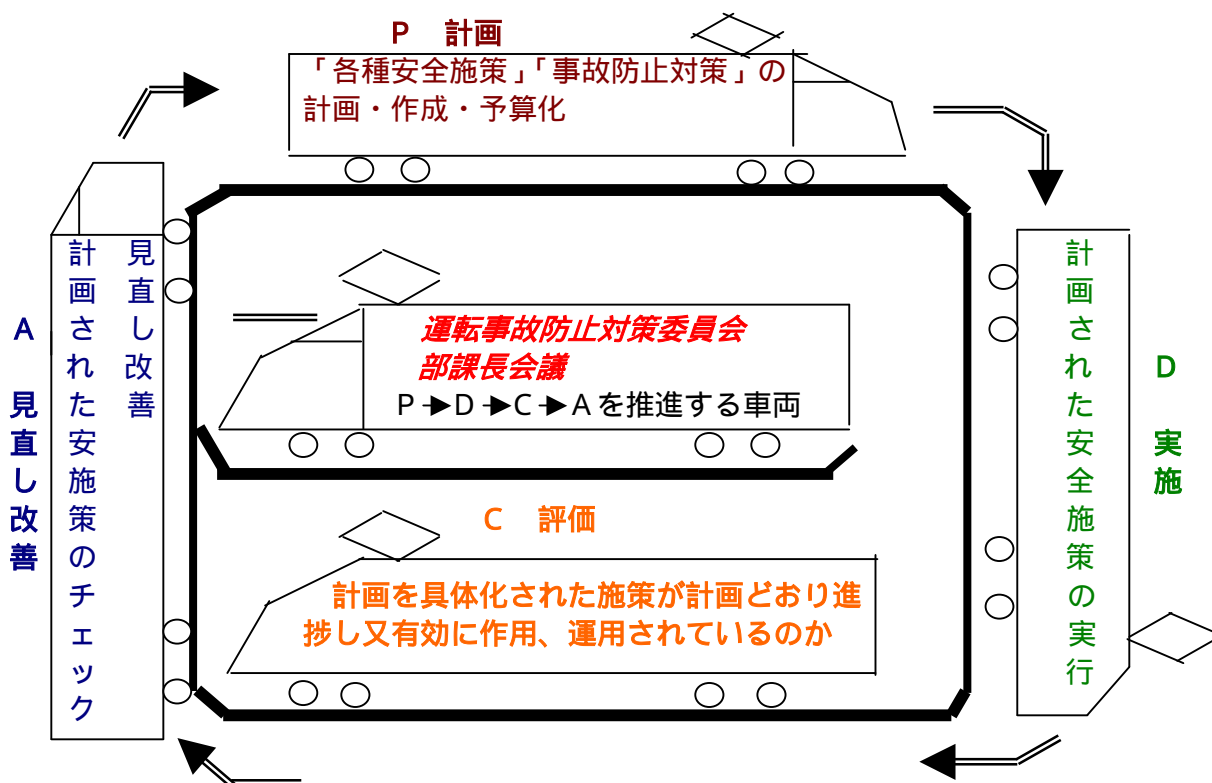 P 計画
「各種安全施策」「事故防止対策」の
計画・作成・予算化
計画された安全施策の実行
D 実施
運転事故防止対策委員会
部課長会議
P→D→C→Aを推進する車両
C 評価
計画を具体化された施策が計画どおり進
捗し又有効に作用、運用されているのか
見直し改善
計画された安施策のチェック
A 見直し改善